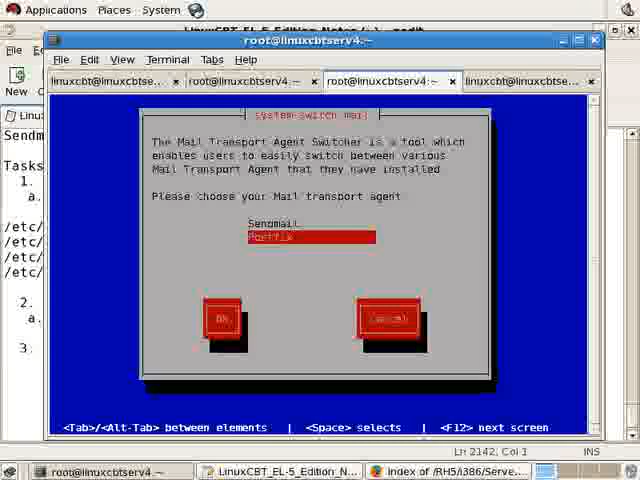 Applications Places System
LinuxCBT_EL-5_Edition_Notes
root@linuxcbtserv4:~
File Edit View Terminal Tabs Help
linuxcbt@linuxcbtse... root@linuxcbtserv4:~ root@linuxcbtserv4:~ linuxcbt@linuxcbtse...
New
Linu
Sendm
Tasks
1.
a.
/etc/
/etc/
/etc/
/etc/
2.
a.
3.
system-switch-mail
The Mail Transport Agent Switcher is a tool which
enables users to easily switch between various
Mail Transport Agent that they have installed
Please choose your Mail transport agent
Sendmail
Postfix
Ok Cancel
<Tab>/<Alt-Tab> between elements | <Space> selects | <F12> next screen
Ln 2142, Col 1 INS
root@linuxcbtserv4:~ LinuxCBT_EL-5_Edition_N... Index of /RH5/i386/Serve...